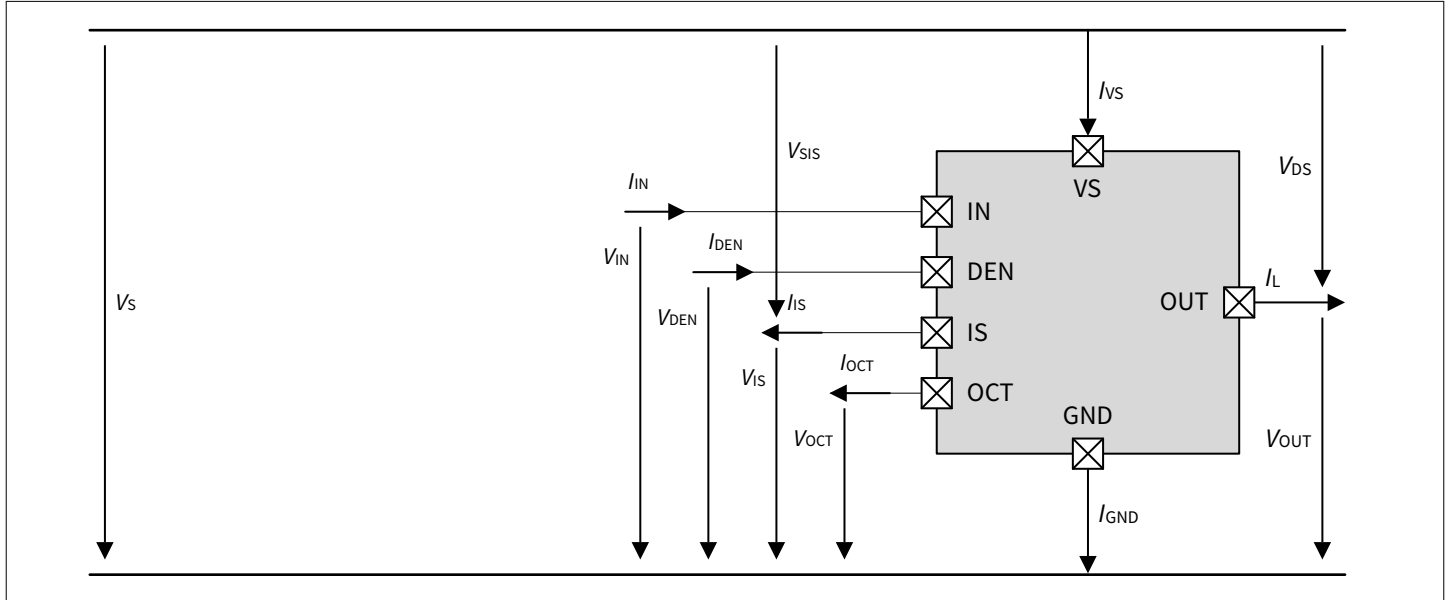 IVS
VSIS
VDS
VS
IIN
IN
VIN
IDEN
DEN
IL
VS
OUT
IIS
VDEN
IS
IOCT
VIS
OCT
GND
VOCT
VOUT
IGND